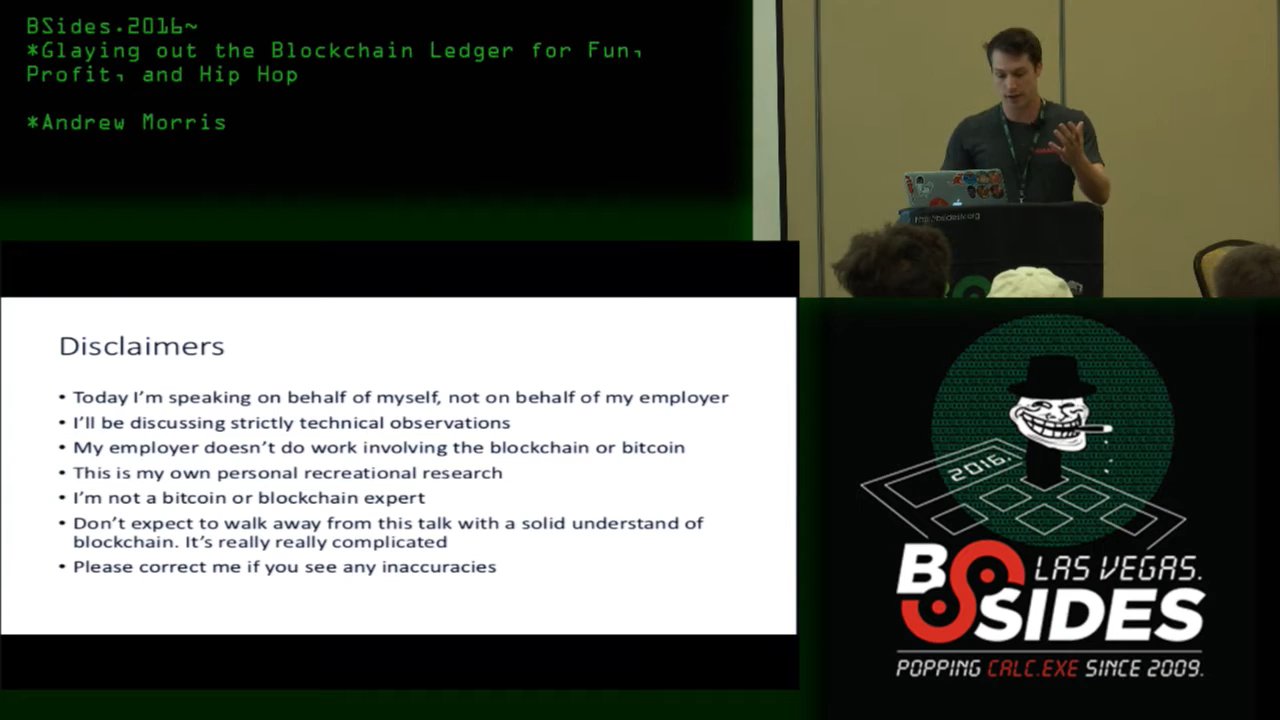 BSides.2016~
*Glaying out the Blockchain Ledger for Fun,
Profit, and Hip Hop
*Andrew Morris
Disclaimers
• Today I'm speaking on behalf of myself, not on behalf of my employer
• I'll be discussing strictly technical observations
• My employer doesn't do work involving the blockchain or bitcoin
• This is my own personal recreational research
• I'm not a bitcoin or blockchain expert
• Don't expect to walk away from this talk with a solid understand of
blockchain. It's really really complicated
• Please correct me if you see any inaccuracies
2016.
BSIDES
LAS VEGAS.
POPPING CALC.EXE SINCE 2009.